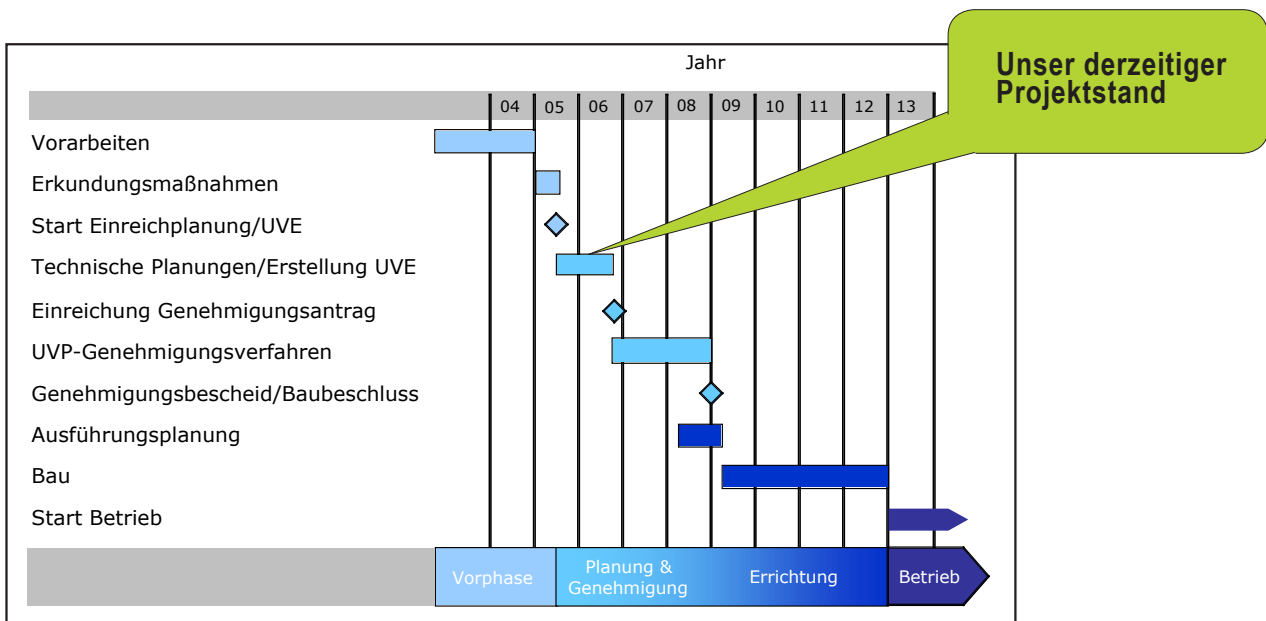 Unser derzeitiger
Projektstand
Jahr
04 05 06 07 08 09 10 11 12 13
Vorarbeiten
Erkundungsmaßnahmen
Start Einreichplanung/UVE
Technische Planungen/Erstellung UVE
Einreichung Genehmigungsantrag
UVP-Genehmigungsverfahren
Genehmigungsbescheid/Baubeschluss
Ausführungsplanung
Bau
Start Betrieb
Vorphase
Planung &
Genehmigung
Errichtung
Betrieb